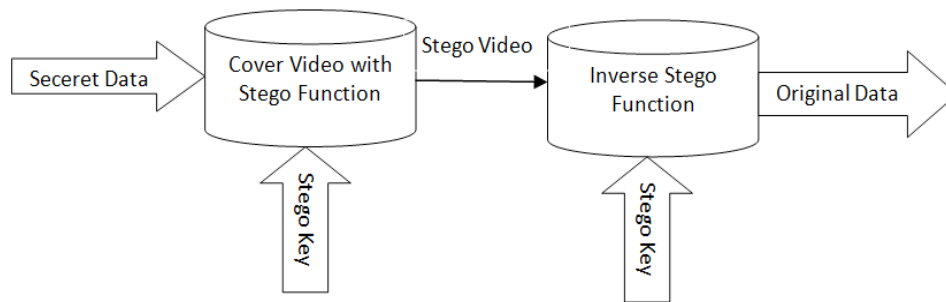 Seceret Data
Cover Video with
Stego Function
Stego Video
Inverse Stego
Function
Original Data
Stego Key
Stego Key